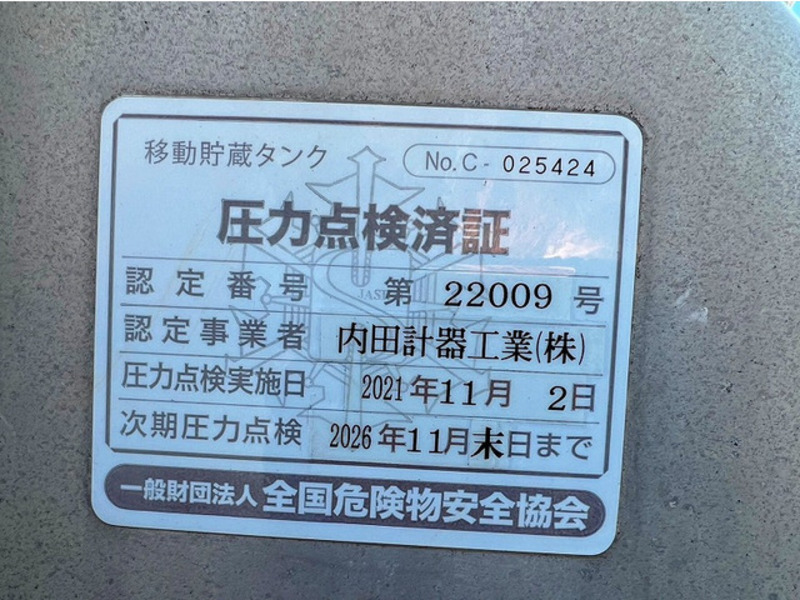 移動貯蔵タンク No.C- 025424
圧力点検済証
認定番号 第 22009 号
認定事業者 内田計器工業(株)
圧力点検実施日 2021年11月 2日
次期圧力点検 2026年11月末日まで
一般財団法人 全国危険物安全協会